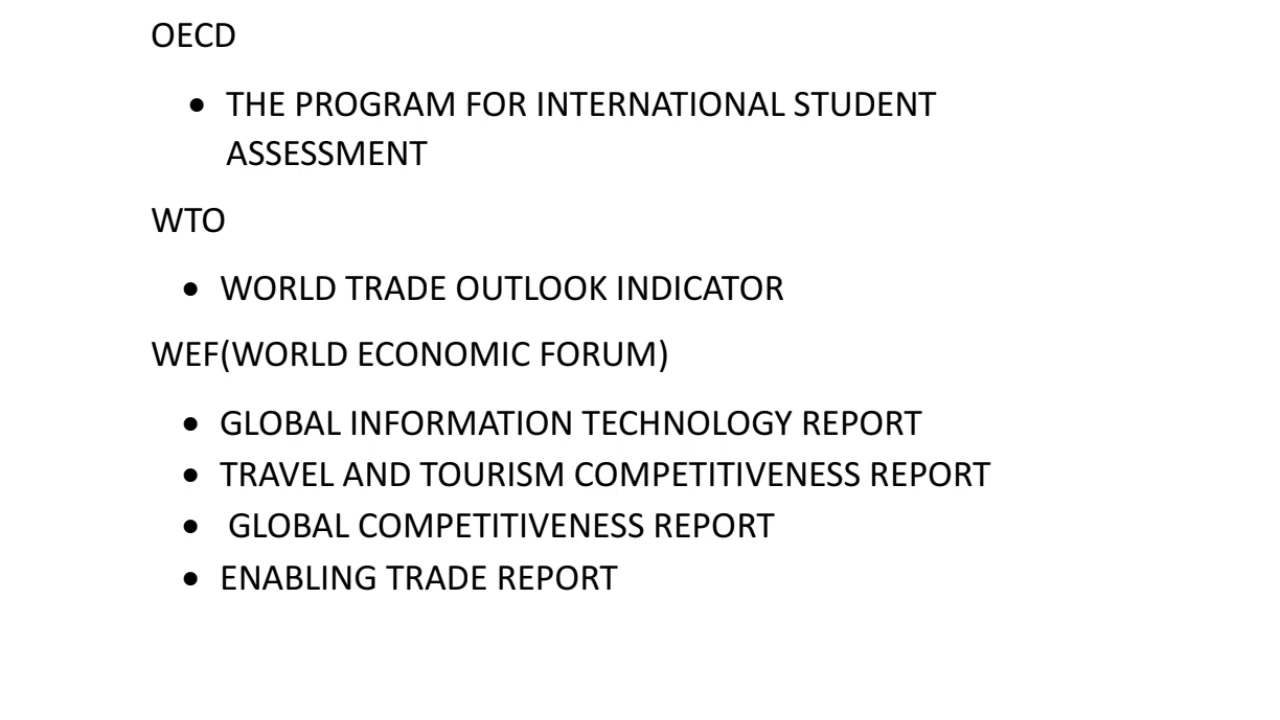 OECD
• THE PROGRAM FOR INTERNATIONAL STUDENT
ASSESSMENT
WTO
• WORLD TRADE OUTLOOK INDICATOR
WEF(WORLD ECONOMIC FORUM)
• GLOBAL INFORMATION TECHNOLOGY REPORT
• TRAVEL AND TOURISM COMPETITIVENESS REPORT
• GLOBAL COMPETITIVENESS REPORT
• ENABLING TRADE REPORT